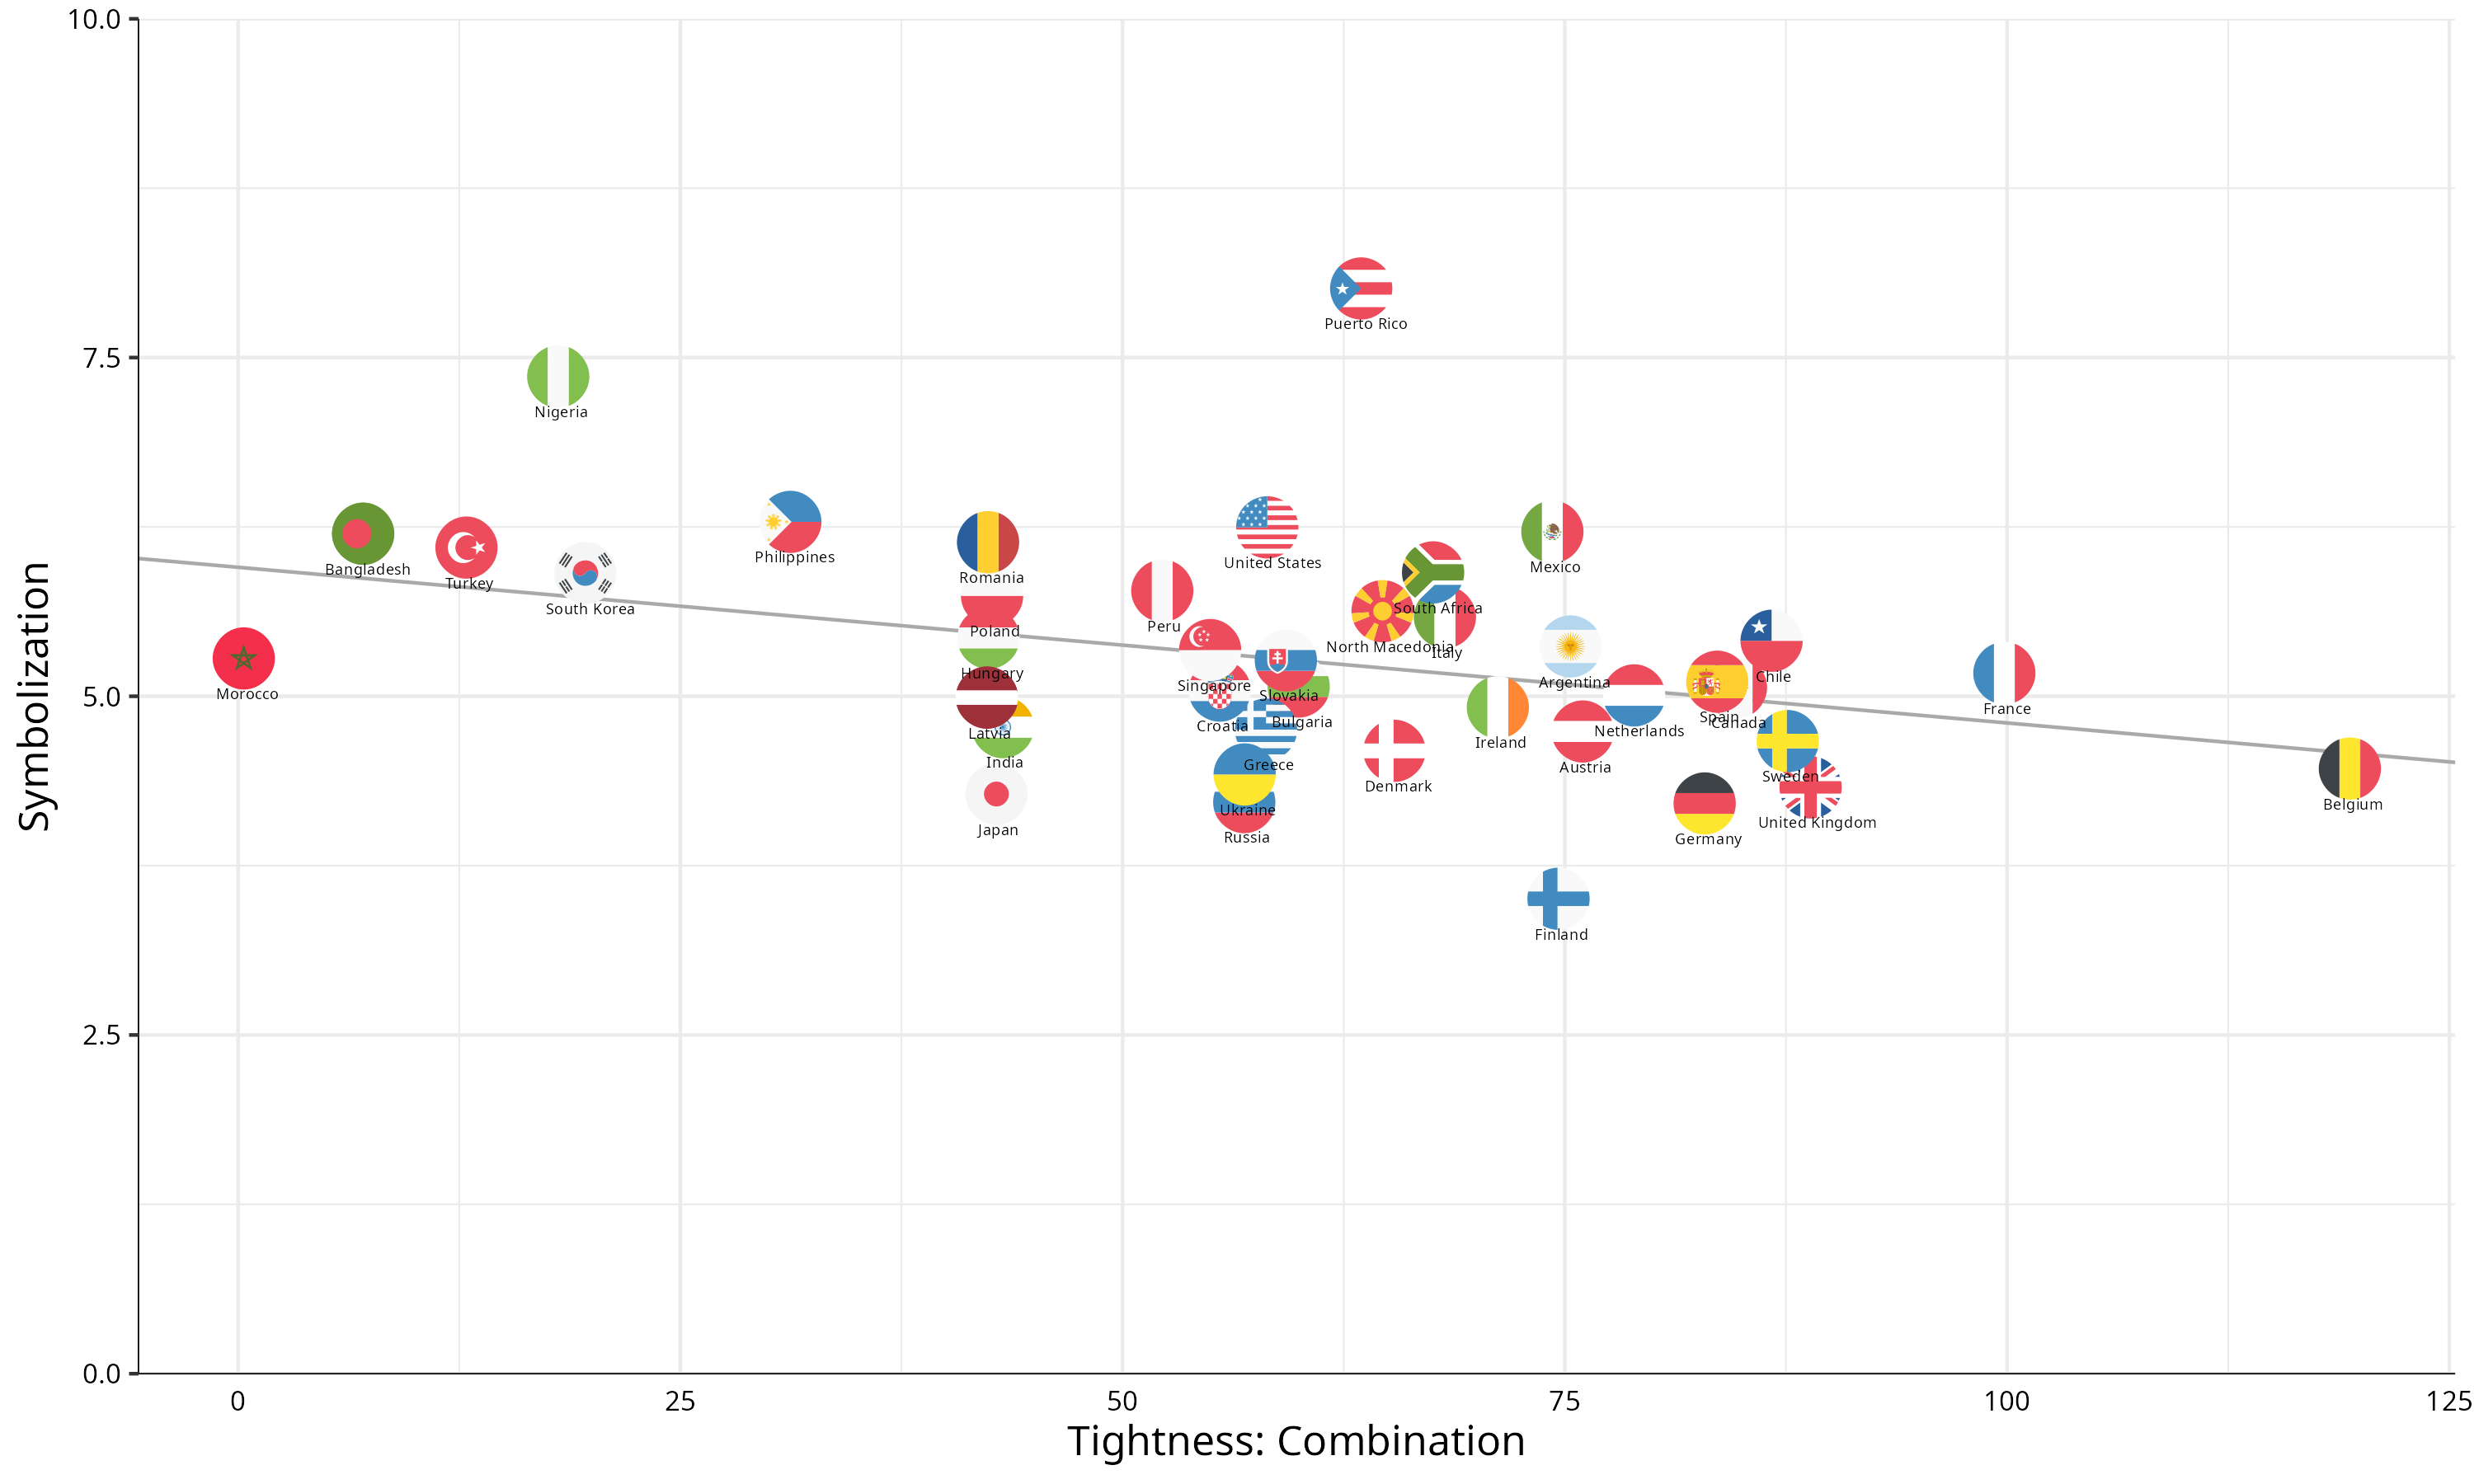 10.0
Puerto Rico
7.5
Nigeria
Bangladesh
Turkey
South Korea
Philippines
Romania
United States
Mexico
Poland
Peru
South Africa
North Macedonia
Italy
Morocco
Hungary
Singapore
Slovakia
Argentina
Chile
5.0
Latvia
India
Croatia
Bulgaria
Greece
Denmark
Ireland
Austria
Netherlands
Spain
Canada
France
Sweden
Japan
Ukraine
Russia
Germany
United Kingdom
Belgium
Finland
2.5
0.0
Symbolization
0 25 50 75 100 125
Tightness: Combination